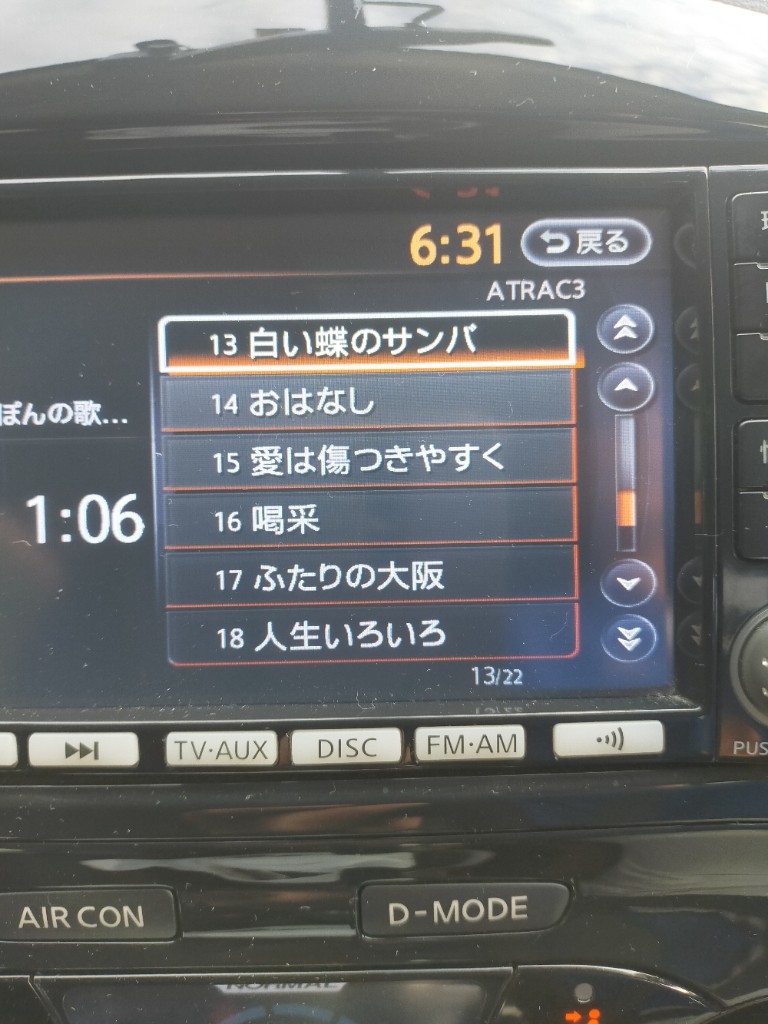 6:31 戻る
ATRAC3
13 白い蝶のサンバ
14 おはなし
ぽんの歌...
15 愛は傷つきやすく
1:06
16 喝采
17 ふたりの大阪
18 人生いろいろ
13/22
TV·AUX DISC FM·AM
PUS
AIR CON D-MODE
NORMAL